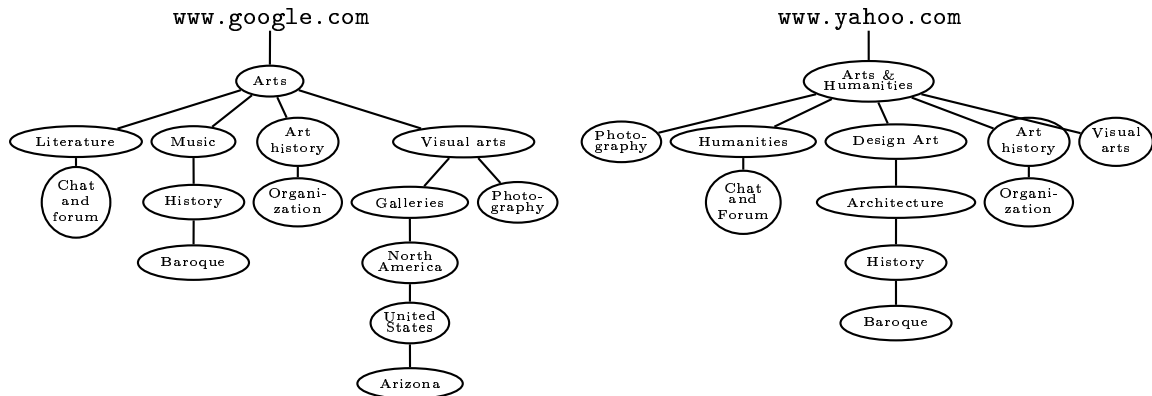 www.google.com
www.yahoo.com
Arts
Arts &
Humanities
Literature
Music
Art
history
Visual arts
Photo-
graphy
Humanities
Design Art
Art
history
Visual
arts
Chat
and
forum
History
Organi-
zation
Galleries
Photo-
graphy
Chat
and
Forum
Architecture
Organi-
zation
Baroque
North
America
History
United
States
Baroque
Arizona